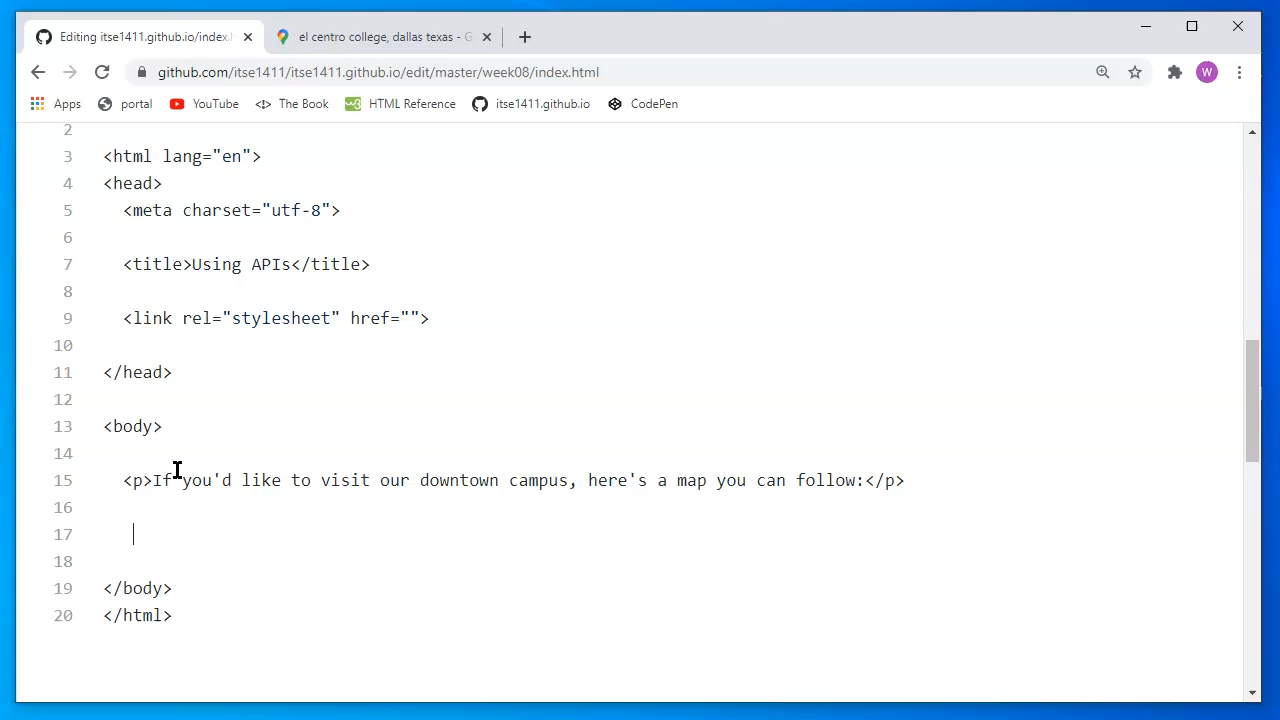 Editing itse1411.github.io/index.
el centro college, dallas texas - G
github.com/itse1411/itse1411.github.io/edit/master/week08/index.html
W
Apps portal YouTube The Book HTML Reference itse1411.github.io CodePen
2
3 <html lang="en">
4 <head>
5 <meta charset="utf-8">
6
7 <title>Using APIs</title>
8
9 <link rel="stylesheet" href="">
10
11 </head>
12
13 <body>
14
15 <p>If you'd like to visit our downtown campus, here's a map you can follow:</p>
16
17
18
19 </body>
20 </html>